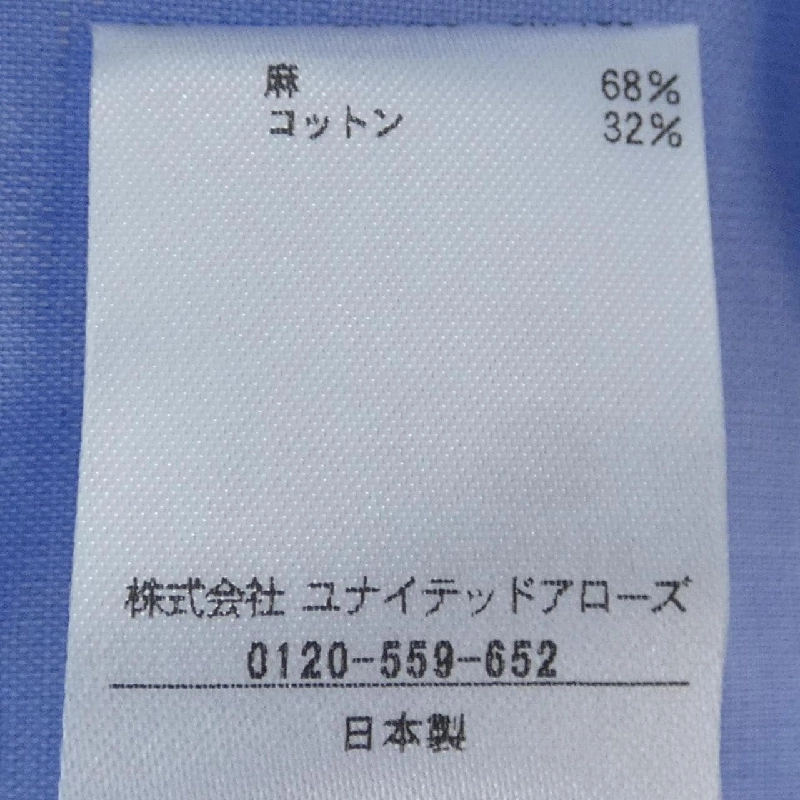 麻 68%
コットン 32%
株式会社 ユナイテッドアローズ
0120-559-652
日本製